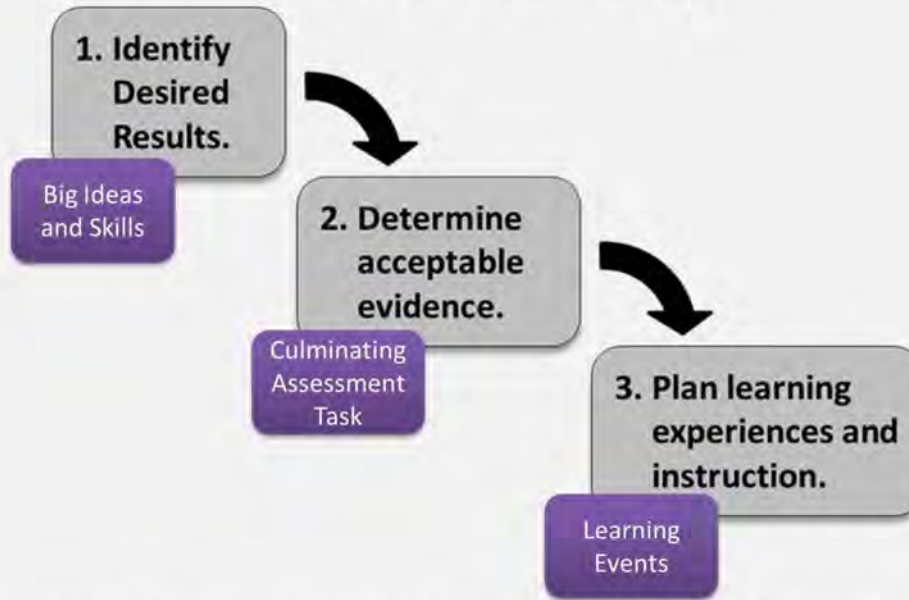 1. Identify
Desired
Results.
Big Ideas
and Skills
2. Determine
acceptable
evidence.
Culminating
Assessment
Task
3. Plan learning
experiences and
instruction.
Learning
Events